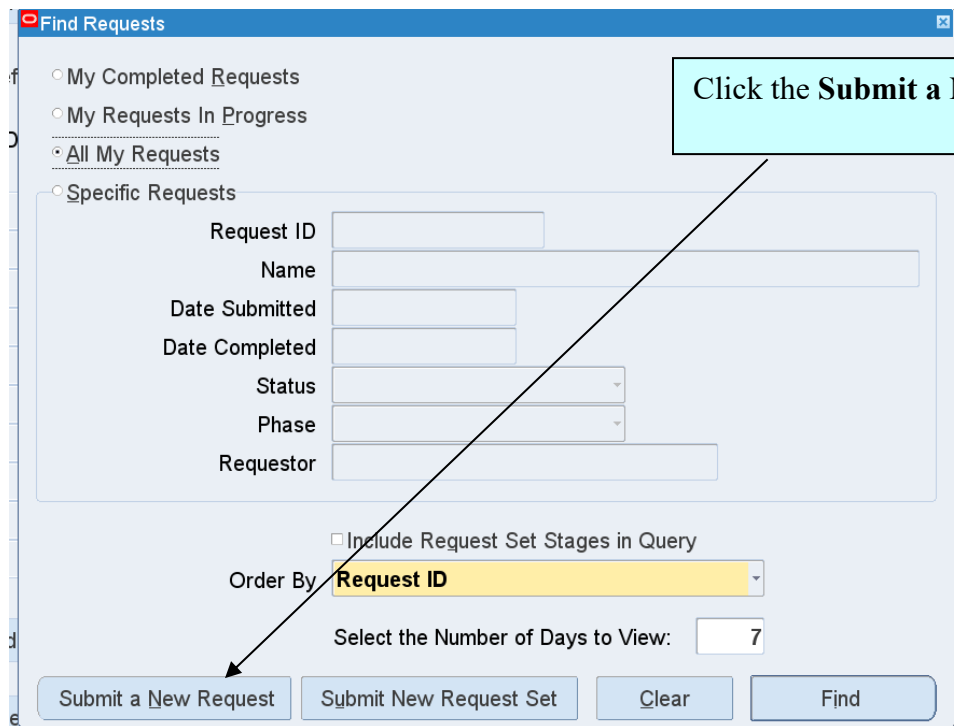 Find Requests
My Completed Requests
My Requests In Progress
All My Requests
Specific Requests
Click the Submit a
Request ID
Name
Date Submitted
Date Completed
Status
Phase
Requestor
Include Request Set Stages in Query
Order By Request ID
Select the Number of Days to View: 7
Submit a New Request Submit New Request Set Clear Find